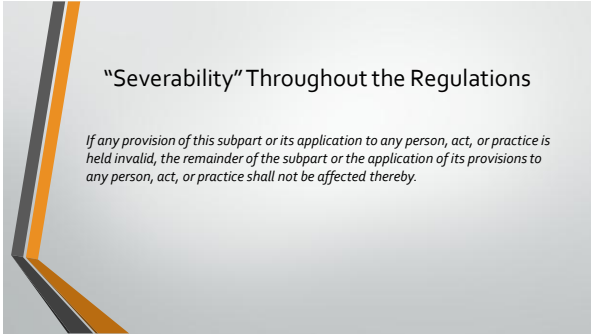 “Severability” Throughout the Regulations
If any provision of this subpart or its application to any person, act, or practice is
held invalid, the remainder of the subpart or the application of its provisions to
any person, act, or practice shall not be affected thereby.